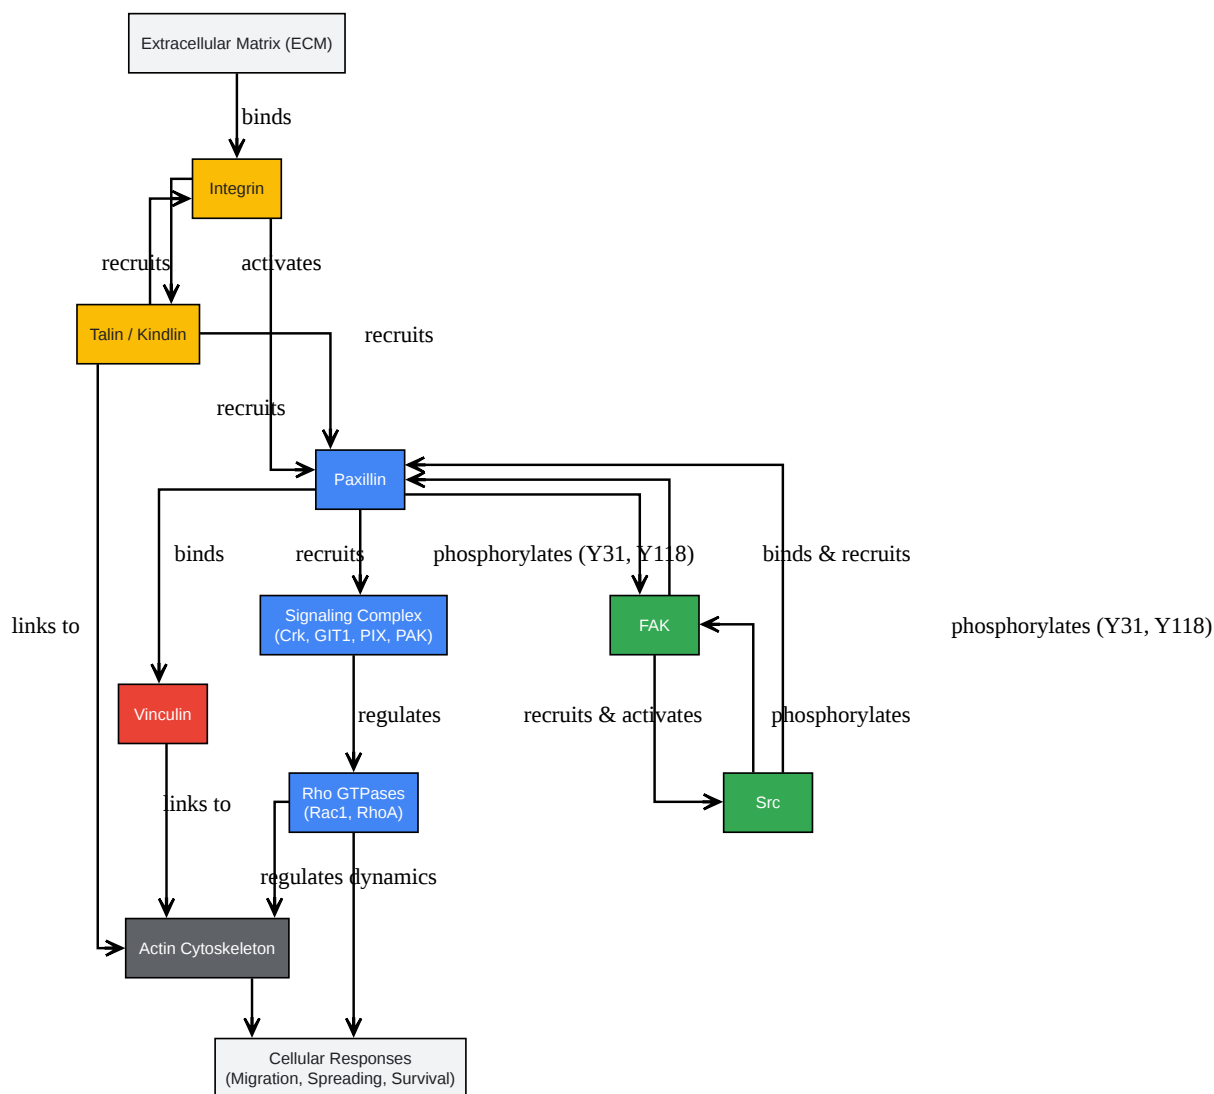 Extracellular Matrix (ECM)
binds
Integrin
recruits
activates
Talin / Kindlin
recruits
recruits
Paxillin
binds
recruits
phosphorylates (Y31, Y118)
binds & recruits
Signaling Complex
(Crk, GIT1, PIX, PAK)
FAK
links to
phosphorylates (Y31, Y118)
Vinculin
regulates
recruits & activates
phosphorylates
Rho GTPases
(Rac1, RhoA)
Src
links to
regulates dynamics
Actin Cytoskeleton
Cellular Responses
(Migration, Spreading, Survival)